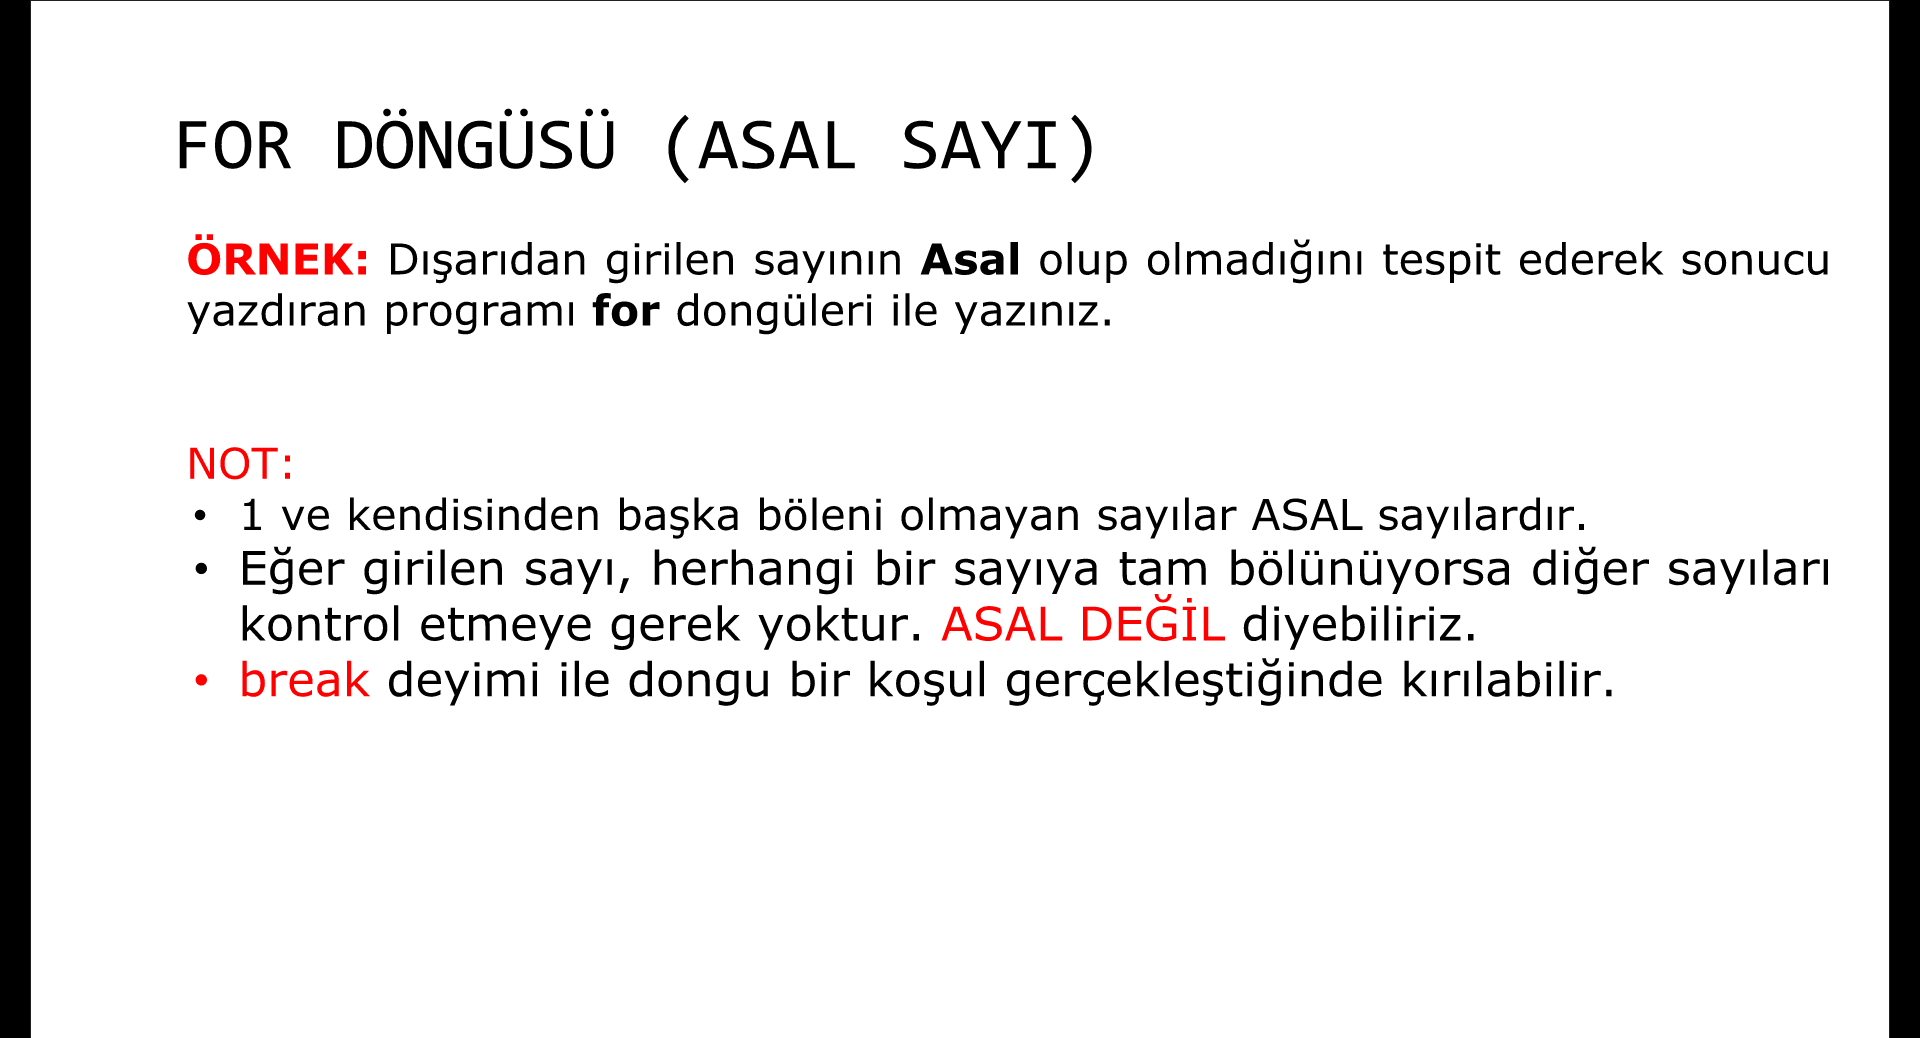 FOR DÖNGÜSÜ (ASAL SAYI)
ÖRNEK: Dışarıdan girilen sayının Asal olup olmadığını tespit ederek sonucu
yazdıran programı for dongüleri ile yazınız.
NOT:
• 1 ve kendisinden başka böleni olmayan sayılar ASAL sayılardır.
• Eğer girilen sayı, herhangi bir sayıya tam bölünüyorsa diğer sayıları
kontrol etmeye gerek yoktur. ASAL DEĞİL diyebiliriz.
• break deyimi ile dongu bir koşul gerçekleştiğinde kırılabilir.